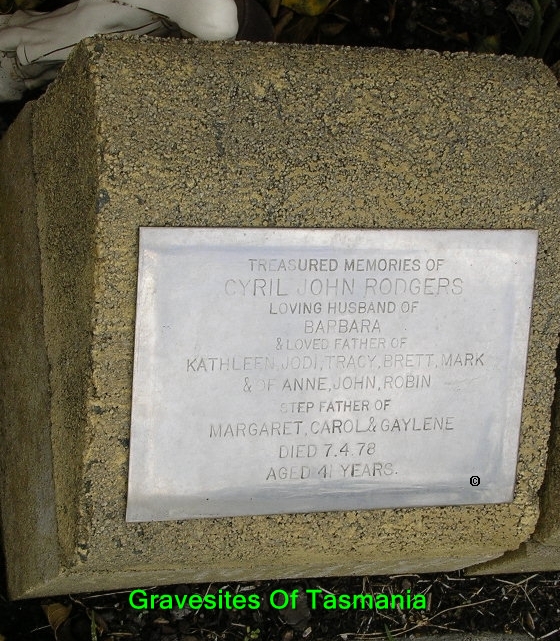 TREASURED MEMORIES OF
CYRIL JOHN RODGERS
LOVING HUSBAND OF
BARBARA
& LOVED FATHER OF
KATHLEEN, JODI, TRACY, BRETT, MARK
& OF ANNE, JOHN, ROBIN
STEP FATHER OF
MARGARET, CAROL & GAYLENE
DIED 7.4.78
AGED 41 YEARS.
©
Gravesites Of Tasmania